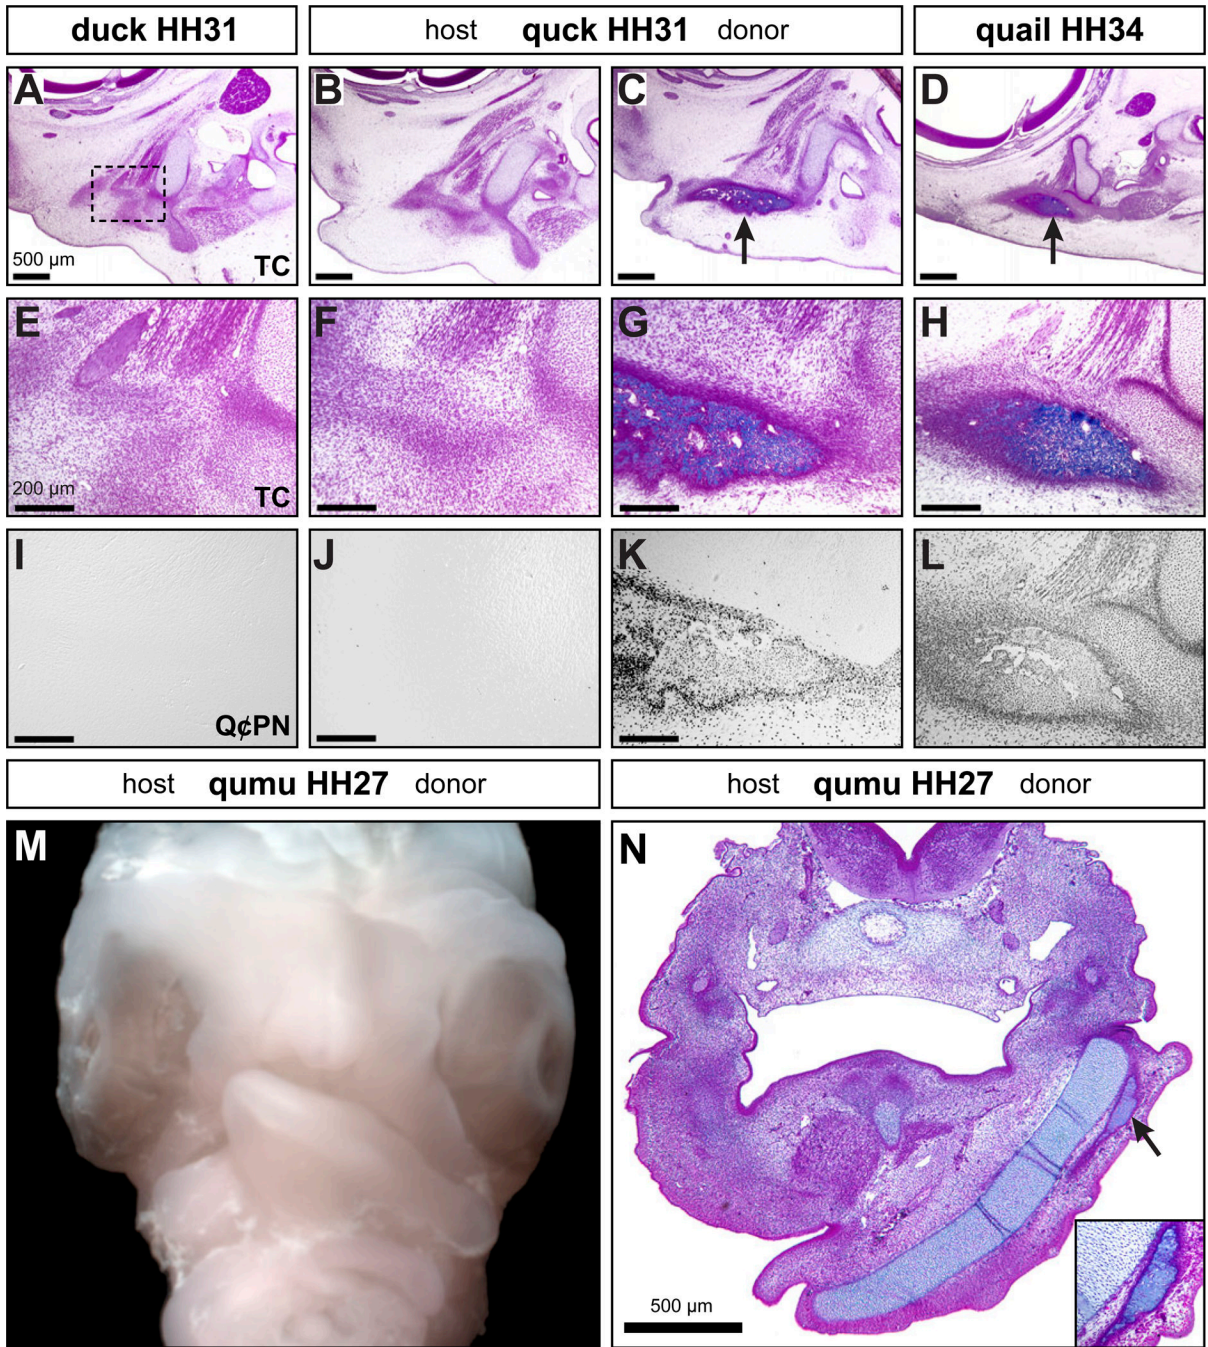 duck HH31
host quck HH31 donor
quail HH34
A
B
C
D
500 µm
TC
E
F
G
H
200 µm
TC
I
J
K
L
Q¢PN
host qumu HH27 donor
host qumu HH27 donor
M
N
500 µm